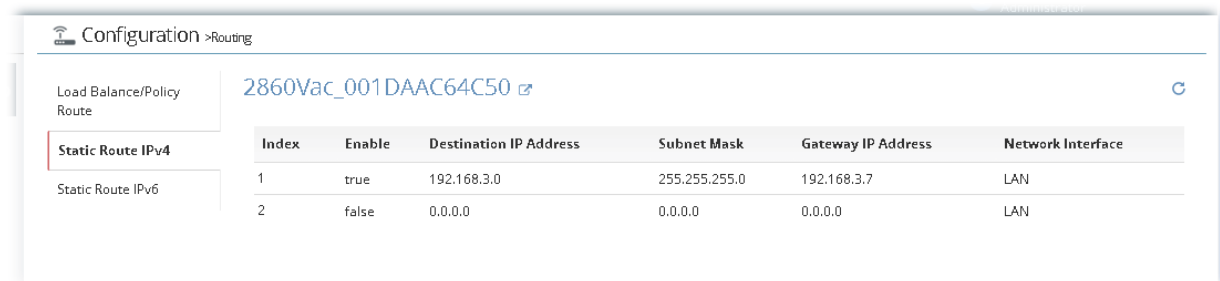 Configuration >Routing
Load Balance/Policy
Route
Static Route IPv4
Static Route IPv6
2860Vac_001DAAC64C50
Index Enable Destination IP Address Subnet Mask Gateway IP Address Network Interface
1 true 192.168.3.0 255.255.255.0 192.168.3.7 LAN
2 false 0.0.0.0 0.0.0.0 0.0.0.0 LAN